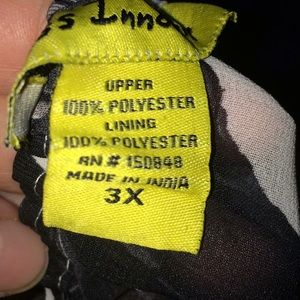 UPPER
100% POLYESTER
LINING
100% POLYESTER
RN # 150848
MADE IN INDIA
3X